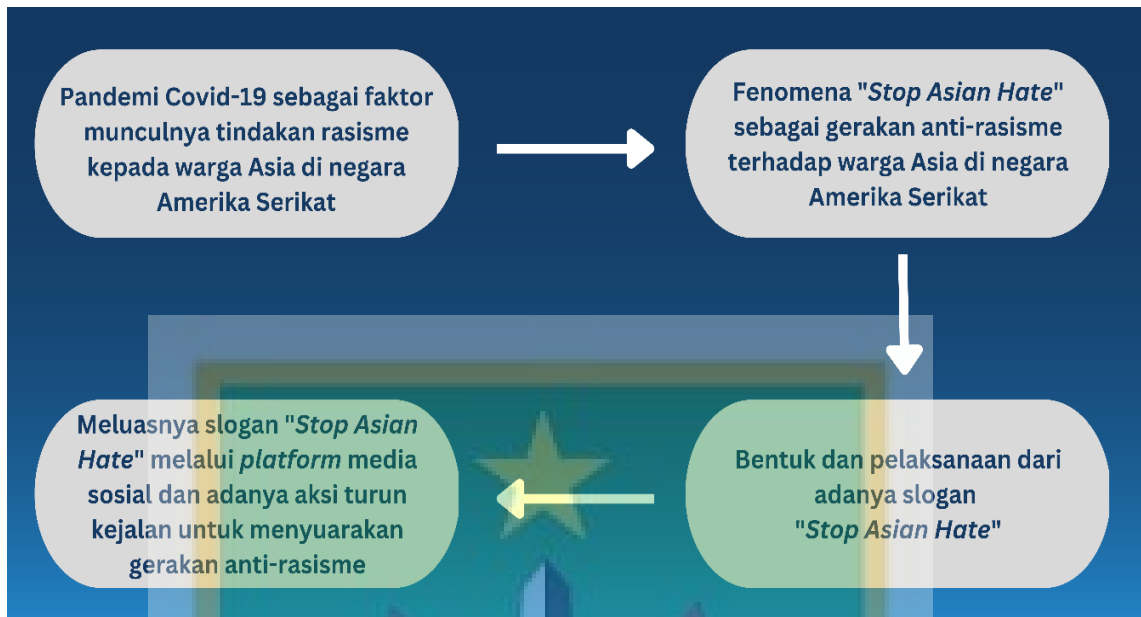 Pandemi Covid-19 sebagai faktor
munculnya tindakan rasisme
kepada warga Asia di negara
Amerika Serikat
Fenomena "Stop Asian Hate"
sebagai gerakan anti-rasisme
terhadap warga Asia di negara
Amerika Serikat
Bentuk dan pelaksanaan dari
adanya slogan
"Stop Asian Hate"
Meluasnya slogan "Stop Asian
Hate" melalui platform media
sosial dan adanya aksi turun
kejalan untuk menyuarakan
gerakan anti-rasisme